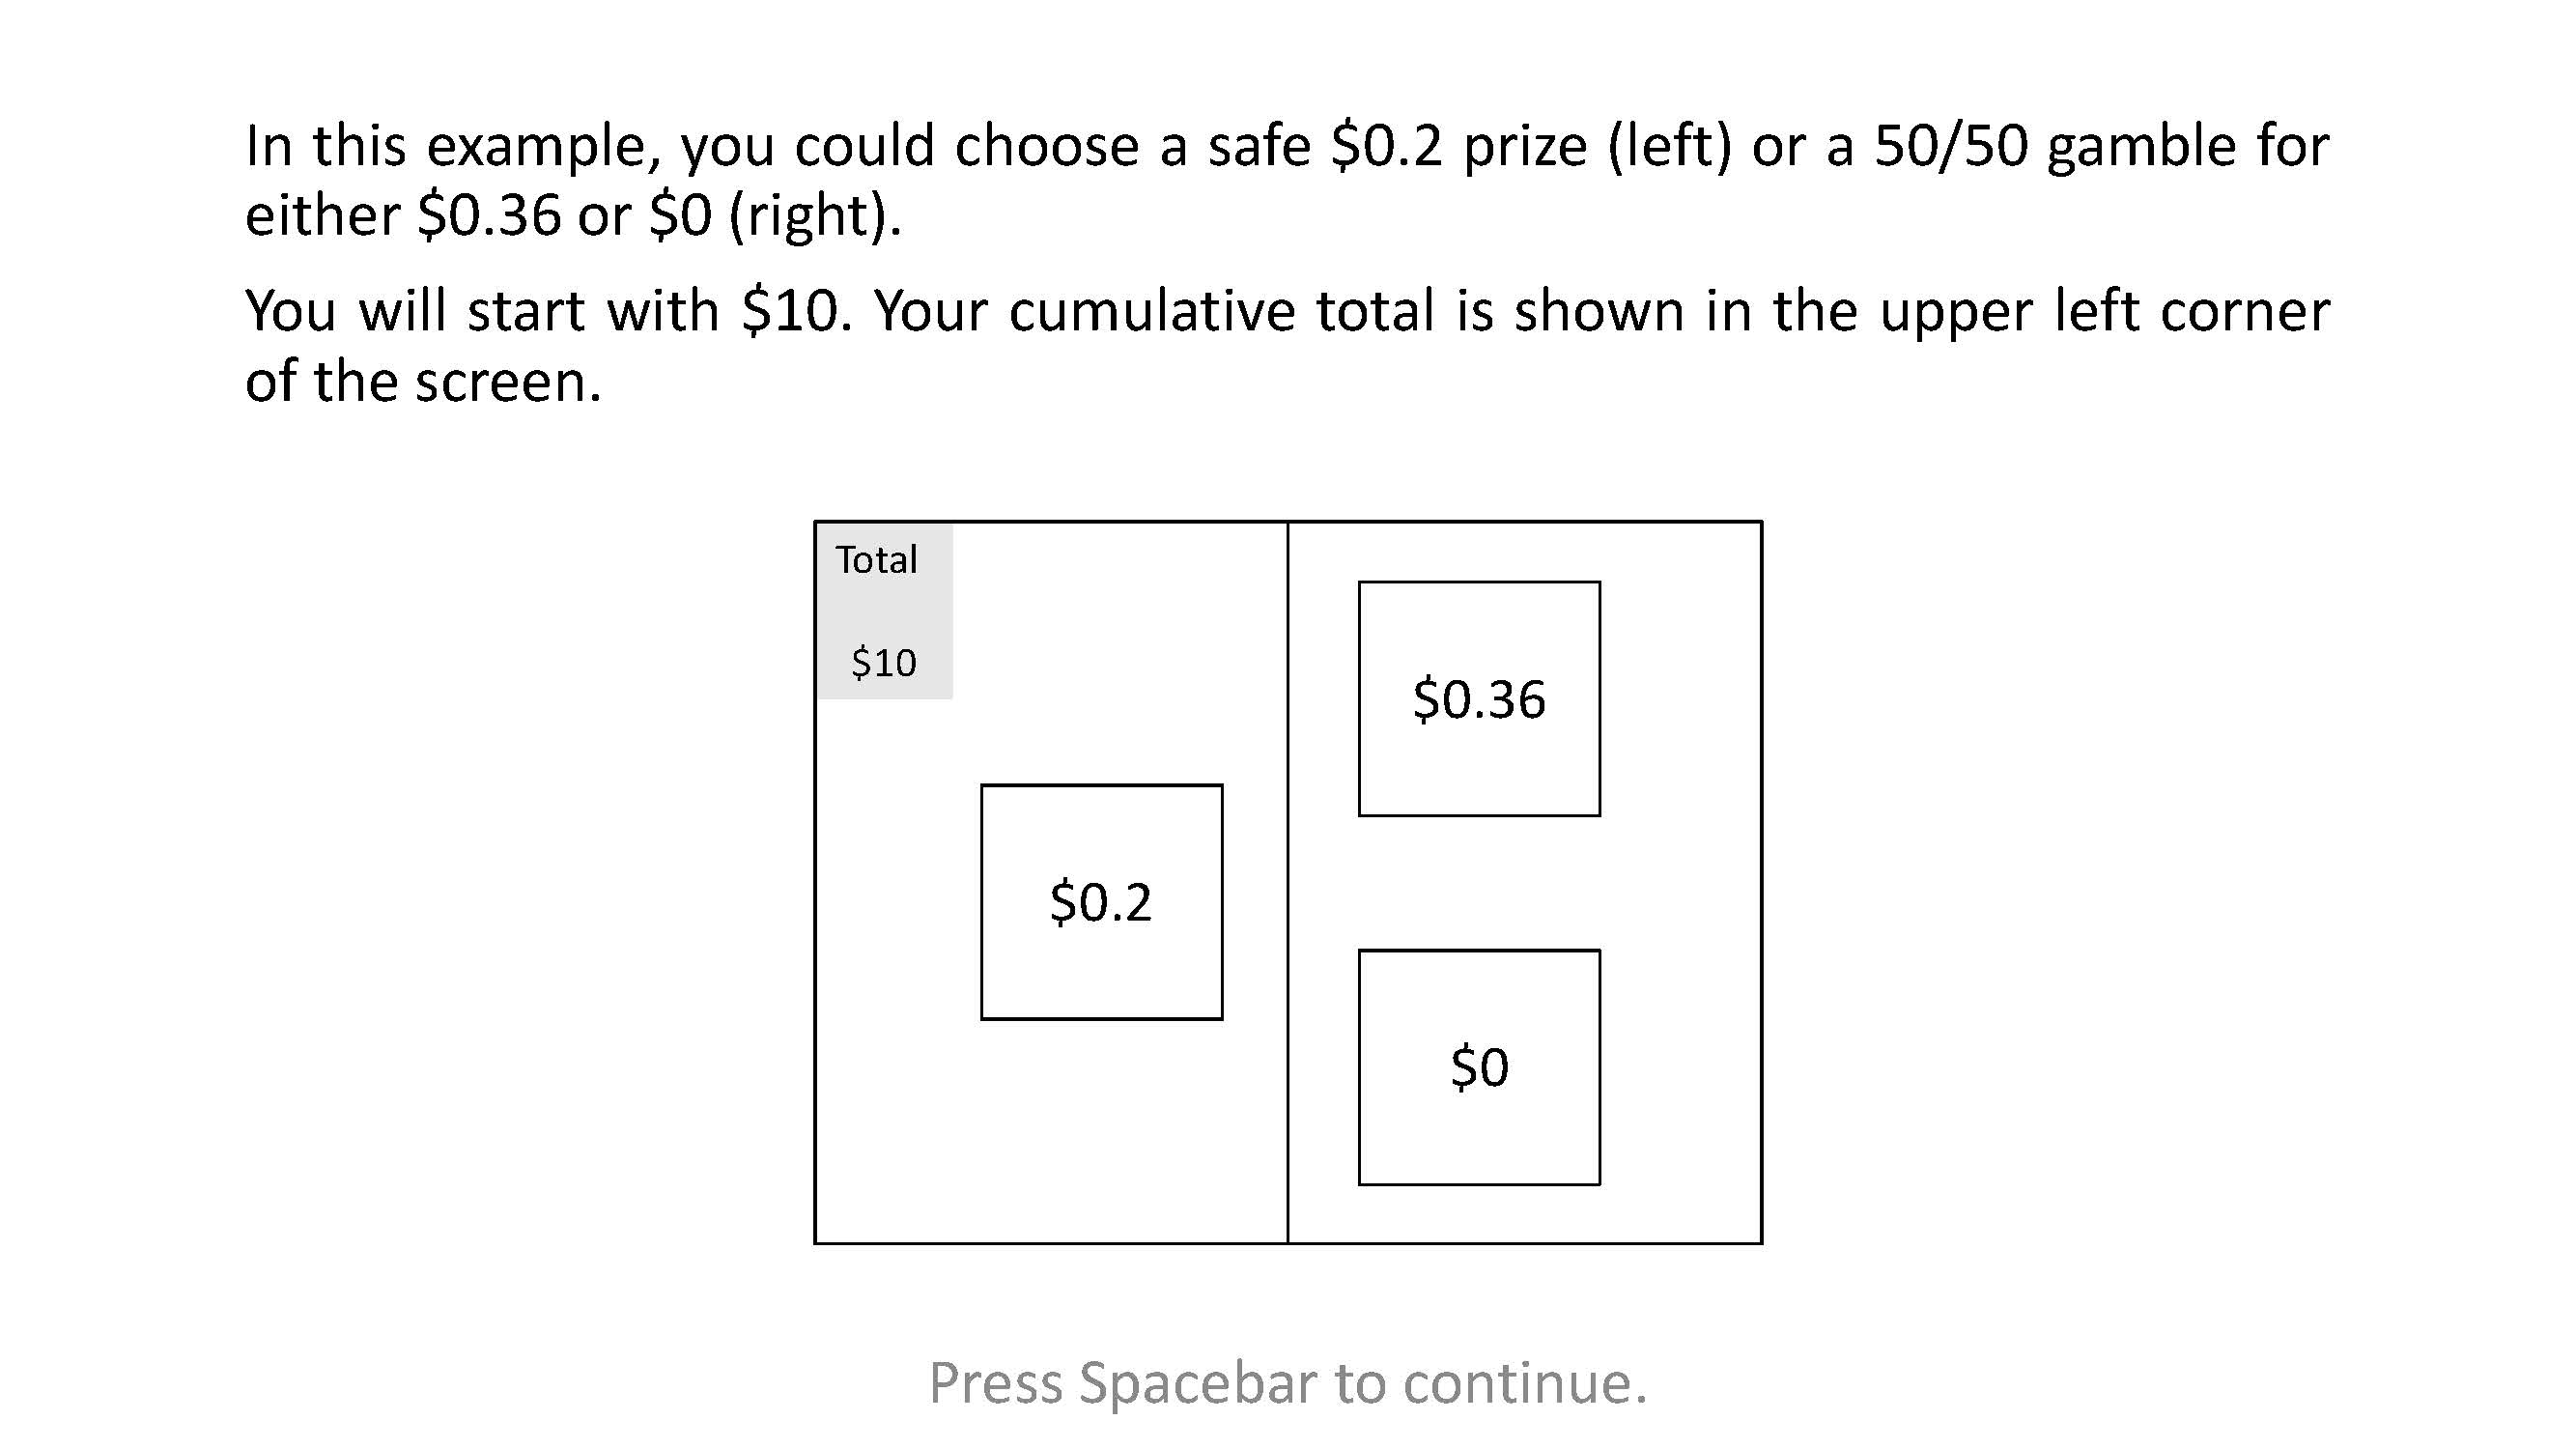 In this example, you could choose a safe $0.2 prize (left) or a 50/50 gamble for
either $0.36 or $0 (right).
You will start with $10. Your cumulative total is shown in the upper left corner
of the screen.
Total
$10
$0.2
$0.36
$0
Press Spacebar to continue.